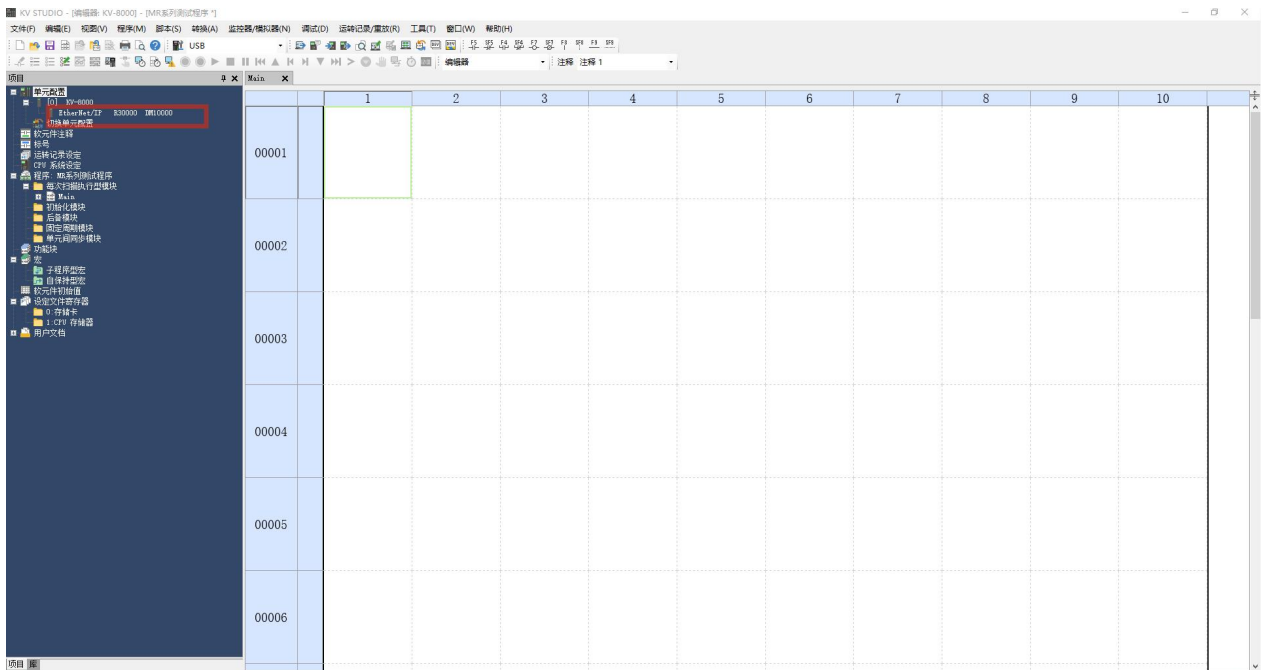 KV STUDIO - [编辑器: KV-8000] - [MR系列测试程序 *]
文件(F) 编辑(E) 视图(V) 程序(M) 脚本(S) 转换(A) 监控器/模拟器(N) 调试(D) 运转记录/重放(R) 工具(T) 窗口(W) 帮助(H)
USB
编辑器 注释 注释 1
项目
Main
单元配置
[0] KV-8000
EtherNet/IP R30000 DM10000
切换单元配置
软元件注释
标号
运转记录设定
CPU 系统设定
程序: MR系列测试程序
每次扫描执行型模块
Main
初始化模块
后备模块
固定周期模块
单元间同步模块
功能块
宏
子程序型宏
自保持型宏
软元件初始值
设定文件寄存器
0:存储卡
1:CPU 存储器
用户文档
1 2 3 4 5 6 7 8 9 10
00001
00002
00003
00004
00005
00006
项目 库